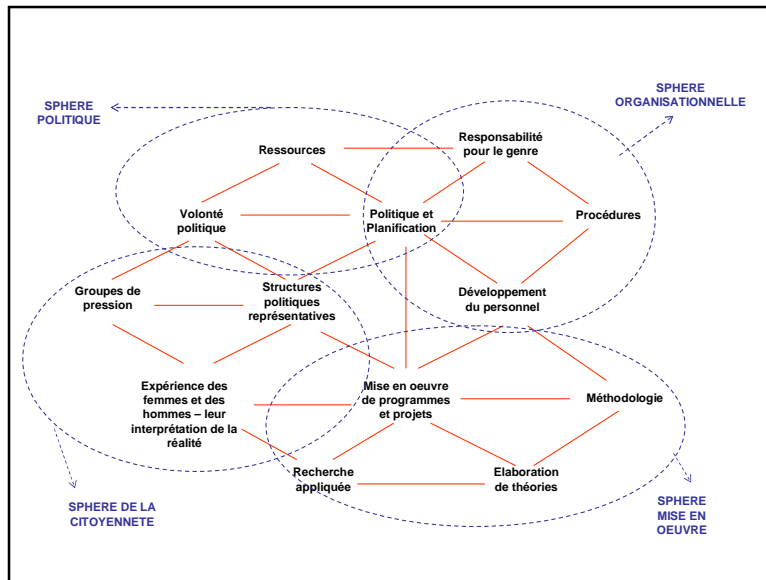 SPHERE
POLITIQUE
SPHERE
ORGANISATIONNELLE
Ressources
Responsabilité
pour le genre
Volonté
politique
Politique et
Planification
Procédures
Groupes de
pression
Structures
politiques
représentatives
Développement
du personnel
Expérience des
femmes et des
hommes – leur
interprétation de la
réalité
Mise en oeuvre
de programmes
et projets
Méthodologie
Recherche
appliquée
Elaboration
de théories
SPHERE DE LA
CITOYENNETE
SPHERE
MISE EN
OEUVRE